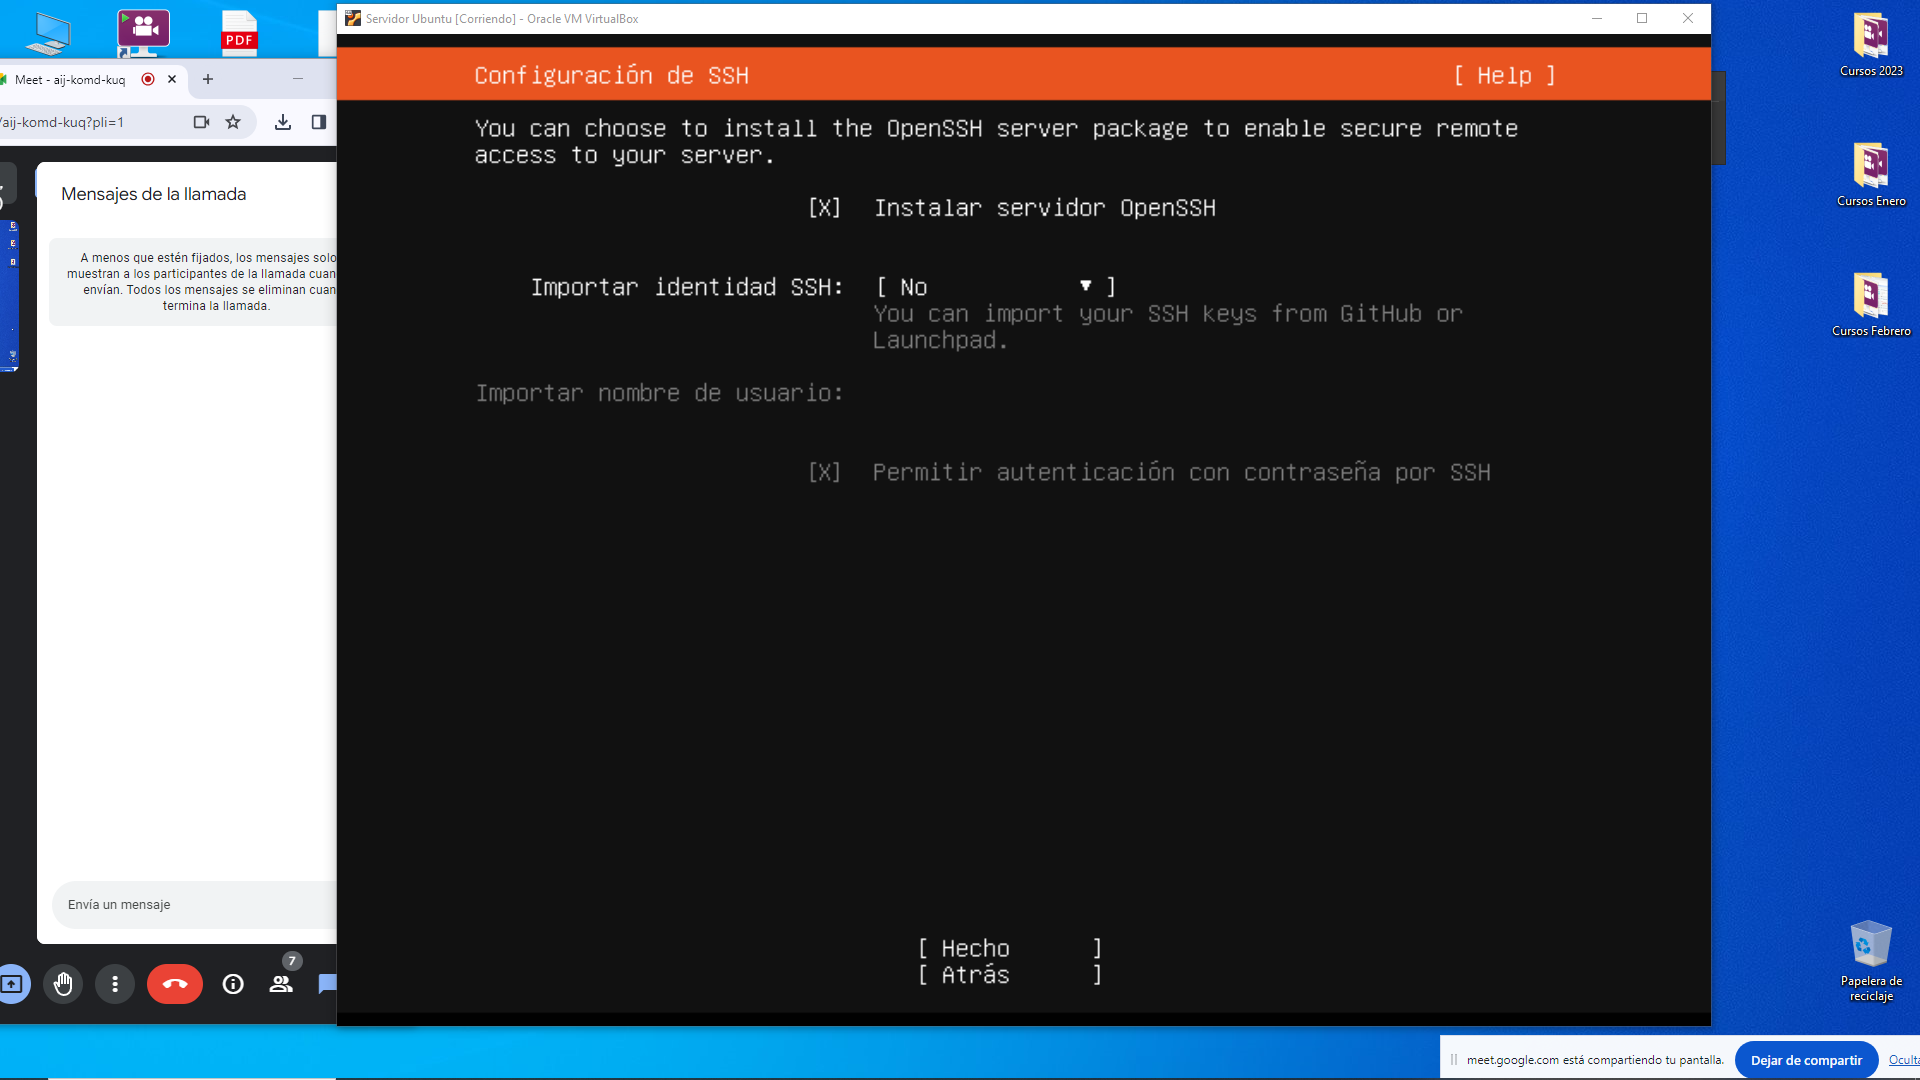 Servidor Ubuntu [Corriendo] - Oracle VM VirtualBox
Configuración de SSH
[ Help ]
You can choose to install the OpenSSH server package to enable secure remote
access to your server.
[X] Instalar servidor OpenSSH
Importar identidad SSH: [ No ▼ ]
You can import your SSH keys from GitHub or
Launchpad.
Importar nombre de usuario:
[X] Permitir autenticación con contraseña por SSH
[ Hecho ]
[ Atrás ]
PDF
Meet - aij-komd-kuq
/aij-komd-kuq?pli=1
Mensajes de la llamada
A menos que estén fijados, los mensajes solo
muestran a los participantes de la llamada cuan
envían. Todos los mensajes se eliminan cuan
termina la llamada.
Envía un mensaje
7
Cursos 2023
Cursos Enero
Cursos Febrero
Papelera de
reciclaje
meet.google.com está compartiendo tu pantalla.
Dejar de compartir
Oculta